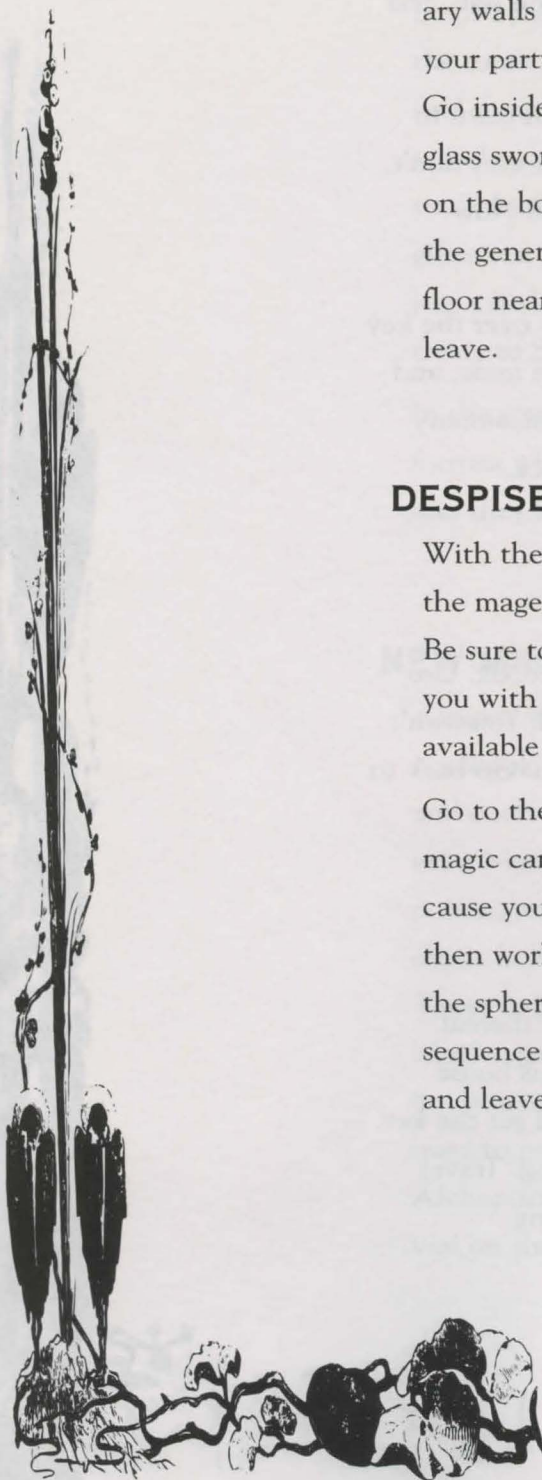 ary walls
your part
Go inside
glass swor
on the bo
the gener
floor near
leave.
DESPISE
With the
the mage
Be sure to
you with
available
Go to the
magic car
cause you
then worl
the spher
sequence
and leave